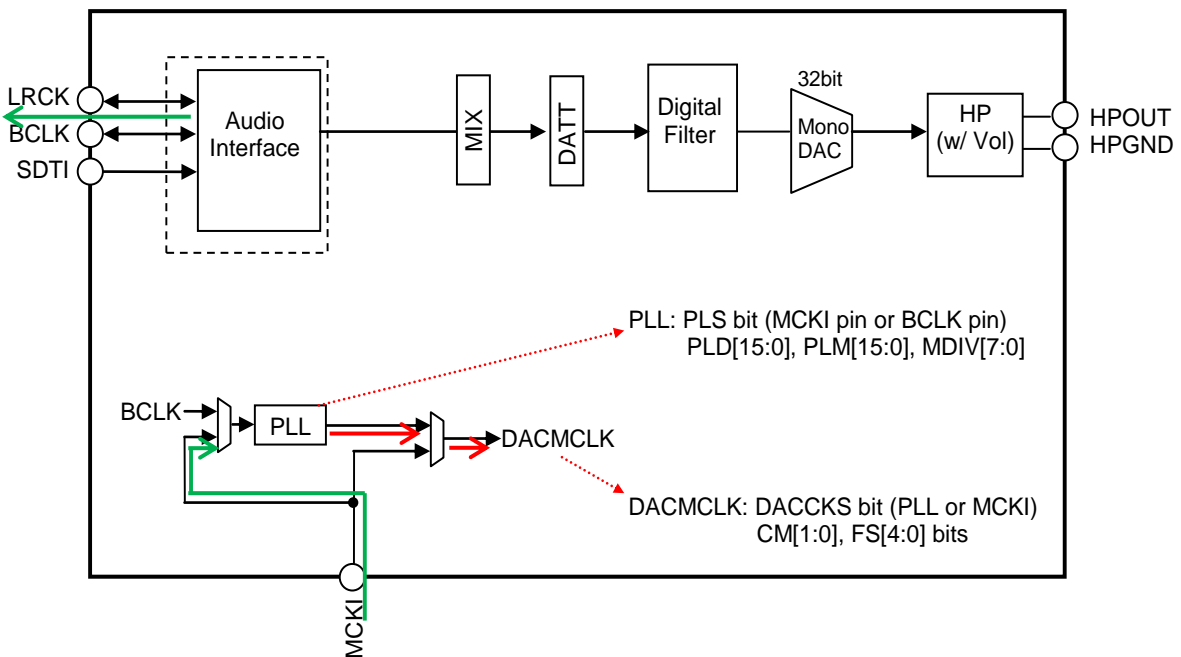 LRCK
BCLK
SDTI
Audio
Interface
MIX
DATT
Digital
Filter
32bit
Mono
DAC
HP
(w/ Vol)
HPOUT
HPGND
PLL: PLS bit (MCKI pin or BCLK pin)
PLD[15:0], PLM[15:0], MDIV[7:0]
BCLK
PLL
DACMCLK
DACMCLK: DACCKS bit (PLL or MCKI)
CM[1:0], FS[4:0] bits
MCKI